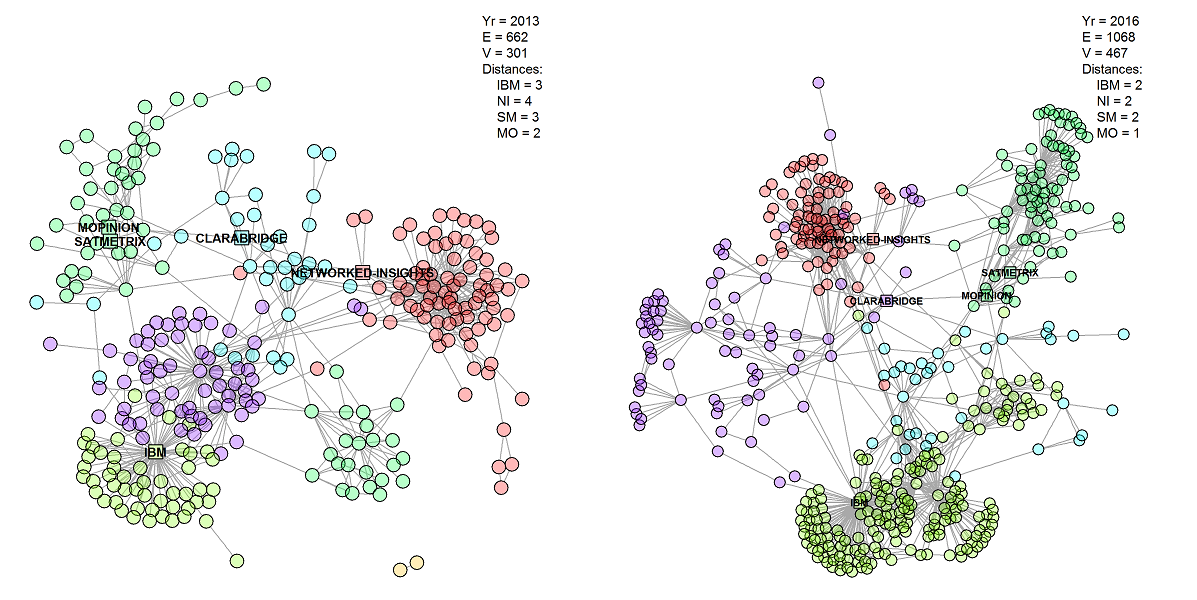 Yr = 2013
E = 662
V = 301
Distances:
IBM = 3
NI = 4
SM = 3
MO = 2
MOPINION
SATMETRIX
CLARABRIDGE
NETWORKED-INSIGHTS
IBM
Yr = 2016
E = 1068
V = 467
Distances:
IBM = 2
NI = 2
SM = 2
MO = 1
NETWORKED-INSIGHTS
SATMETRIX
MOPINION
CLARABRIDGE
IBM